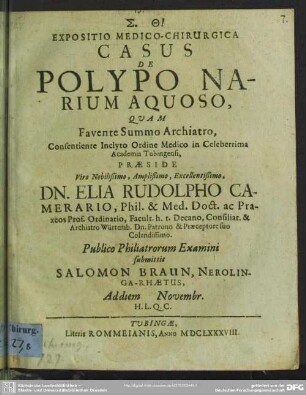 Σ. Θ!
EXPOSITIO MEDICO-CHIRURGICA
CASUS
DE
POLYPO NA-
RIUM AQUOSO,
QVAM
Favente Summo Archiatro,
Consentiente Inclyto Ordine Medico in Celeberrima
Academia Tubingensi,
PRÆSIDE
Viro Nobilissimo, Amplissimo, Excellentissimo,
DN. ELIA RUDOLPHO CA-
MERARIO, Phil. & Med. Doct. ac Pra-
xeos Prof. Ordinario, Facult. h. t. Decano, Consiliar. &
Archiatro Würtemb. Dn. Patrono & Præceptore suo
Colendissimo.
Publico Philiatrorum Examini
submittit
SALOMON BRAUN, NEROLIN-
GA-RHÆTUS,
Ad diem Novembr.
H. L. Q. C.
TUBINGÆ,
Literis ROMMEIANIS, ANNO MDCLXXXVIII.